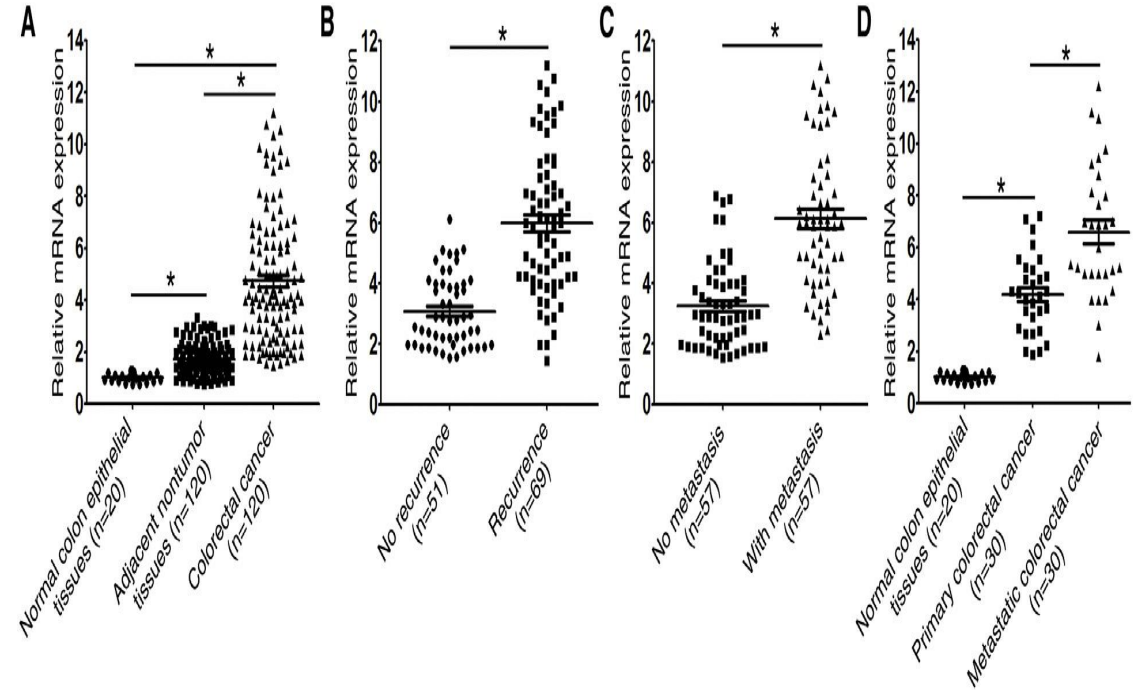 A
Relative mRNA expression
14
12
10
8
6
4
2
0
*
*
*
Normal colon epithelial
tissues (n=20)
Adjacent nontumor
tissues (n=120)
Colorectal cancer
(n=120)
B
Relative mRNA expression
12
10
8
6
4
2
0
*
No recurrence
(n=51)
Recurrence
(n=69)
C
Relative mRNA expression
12
10
8
6
4
2
0
*
No metastasis
(n=57)
With metastasis
(n=57)
D
Relative mRNA expression
14
12
10
8
6
4
2
0
*
*
Normal colon epithelial
tissues (n=20)
Primary colorectal cancer
(n=30)
Metastatic colorectal cancer
(n=30)